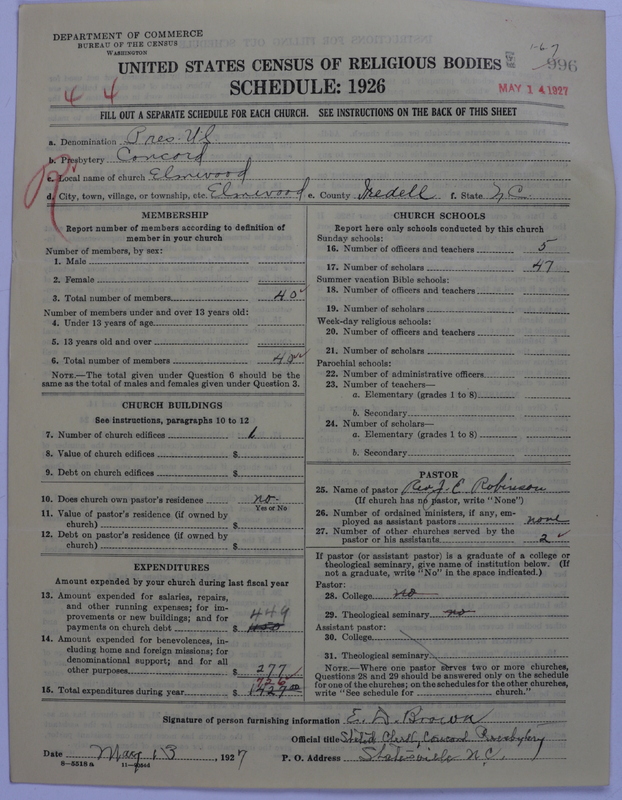 DEPARTMENT OF COMMERCE
BUREAU OF THE CENSUS
WASHINGTON
1-67
996
UNITED STATES CENSUS OF RELIGIOUS BODIES
SCHEDULE: 1926
MAY 14 1927
4 4
FILL OUT A SEPARATE SCHEDULE FOR EACH CHURCH. SEE INSTRUCTIONS ON THE BACK OF THIS SHEET
a. Denomination Pres. U.S.
b. Presbytery Concord
c. Local name of church Elmwood
d. City, town, village, or township, etc. Elmwood e. County Iredell f. State N.C.
MEMBERSHIP
Report number of members according to definition of member in your church
Number of members, by sex:
1. Male
2. Female
3. Total number of members 40
Number of members under and over 13 years old:
4. Under 13 years of age
5. 13 years old and over
6. Total number of members 40
NOTE.—The total given under Question 6 should be same as the total of males and females given under Question 3.
CHURCH BUILDINGS
See instructions, paragraphs 10 to 12
7. Number of church edifices 1
8. Value of church edifices $
9. Debt on church edifices $
10. Does church own pastor's residence no
Yes or No
11. Value of pastor's residence (if owned by church) $
12. Debt on pastor's residence (if owned by church) $
EXPENDITURES
Amount expended by your church during last fiscal year
13. Amount expended for salaries, repairs, and other running expenses; for improvements or new buildings; and for payments on church debt $ 449
14. Amount expended for benevolences, including home and foreign missions; for denominational support; and for all other purposes $ 277
726
15. Total expenditures during year $
CHURCH SCHOOLS
Report here only schools conducted by this church
Sunday schools:
16. Number of officers and teachers 5
17. Number of scholars 47
Summer vacation Bible schools:
18. Number of officers and teachers
19. Number of scholars
Week-day religious schools:
20. Number of officers and teachers
21. Number of scholars
Parochial schools:
22. Number of administrative officers
23. Number of teachers—
a. Elementary (grades 1 to 8)
b. Secondary
24. Number of scholars—
a. Elementary (grades 1 to 8)
b. Secondary
PASTOR
25. Name of pastor Rev. J. E. Robinson
(If church has no pastor, write "None")
26. Number of ordained ministers, if any, employed as assistant pastors none
27. Number of other churches served by the pastor or his assistants 2
If pastor (or assistant pastor) is a graduate of a college or theological seminary, give name of institution below. (If not a graduate, write "No" in the space indicated.)
Pastor:
28. College no
29. Theological seminary no
Assistant pastor:
30. College
31. Theological seminary
NOTE.—Where one pastor serves two or more churches, Questions 28 and 29 should be answered only on the schedule for one of the churches; on the schedules for the other churches, write "See schedule for church."
Signature of person furnishing information E. D. Brown
Official title Stated Clerk, Concord Presbytery
Date May 13, 1927 P. O. Address Statesville N.C.
8-5518a